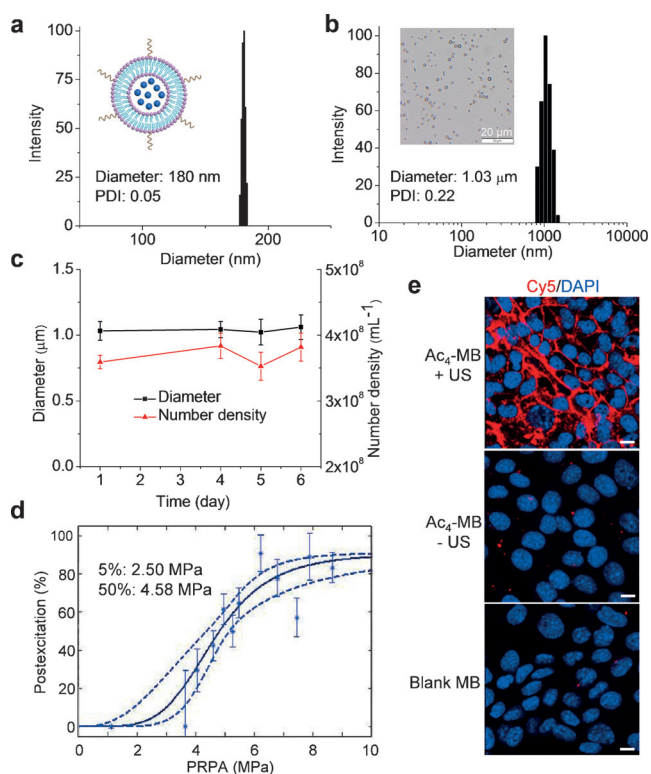 a
100
75
50
25
0
Intensity
Diameter: 180 nm
PDI: 0.05
100
200
Diameter (nm)
b
100
80
60
40
20
0
Intensity
20 µm
Diameter: 1.03 µm
PDI: 0.22
10
100
1000
10000
Diameter (nm)
c
1.5
1.0
0.5
0.0
Diameter (µm)
5x10⁸
4x10⁸
3x10⁸
2x10⁸
Number density (mL⁻¹)
Diameter
Number density
1 2 3 4 5 6
Time (day)
d
100
80
60
40
20
0
Postexcitation (%)
5%: 2.50 MPa
50%: 4.58 MPa
0 2 4 6 8 10
PRPA (MPa)
e
Cy5/DAPI
Ac₄-MB
+ US
Ac₄-MB
- US
Blank MB